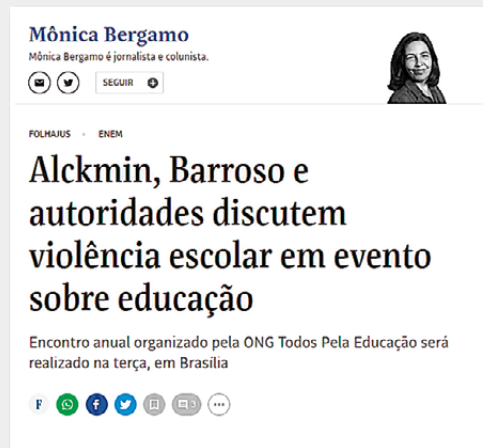 Mônica Bergamo
Mônica Bergamo é jornalista e colunista.
SEGUIR
FOLHAJUS ENEM
Alckmin, Barroso e
autoridades discutem
violência escolar em evento
sobre educação
Encontro anual organizado pela ONG Todos Pela Educação será
realizado na terça, em Brasília
F
3